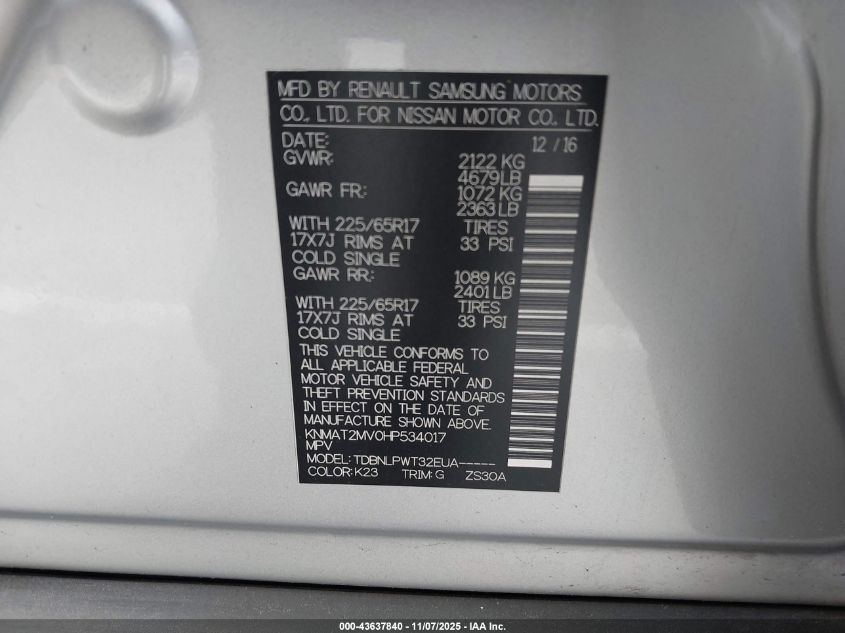 MFD BY RENAULT SAMSUNG MOTORS
CO., LTD. FOR NISSAN MOTOR CO., LTD.
DATE: 12 / 16
GVWR: 2122 KG
4679LB
GAWR FR: 1072 KG
2363LB
WITH 225/65R17 TIRES
17X7J RIMS AT 33 PSI
COLD SINGLE
GAWR RR: 1089 KG
2401LB
WITH 225/65R17 TIRES
17X7J RIMS AT 33 PSI
COLD SINGLE
THIS VEHICLE CONFORMS TO
ALL APPLICABLE FEDERAL
MOTOR VEHICLE SAFETY AND
THEFT PREVENTION STANDARDS
IN EFFECT ON THE DATE OF
MANUFACTURE SHOWN ABOVE.
KNMAT2MV0HP534017
MPV
MODEL: TDBNLPWT32EUA-----
COLOR: K23 TRIM: G ZS30A
000-43637840 - 11/07/2025 - IAA Inc.